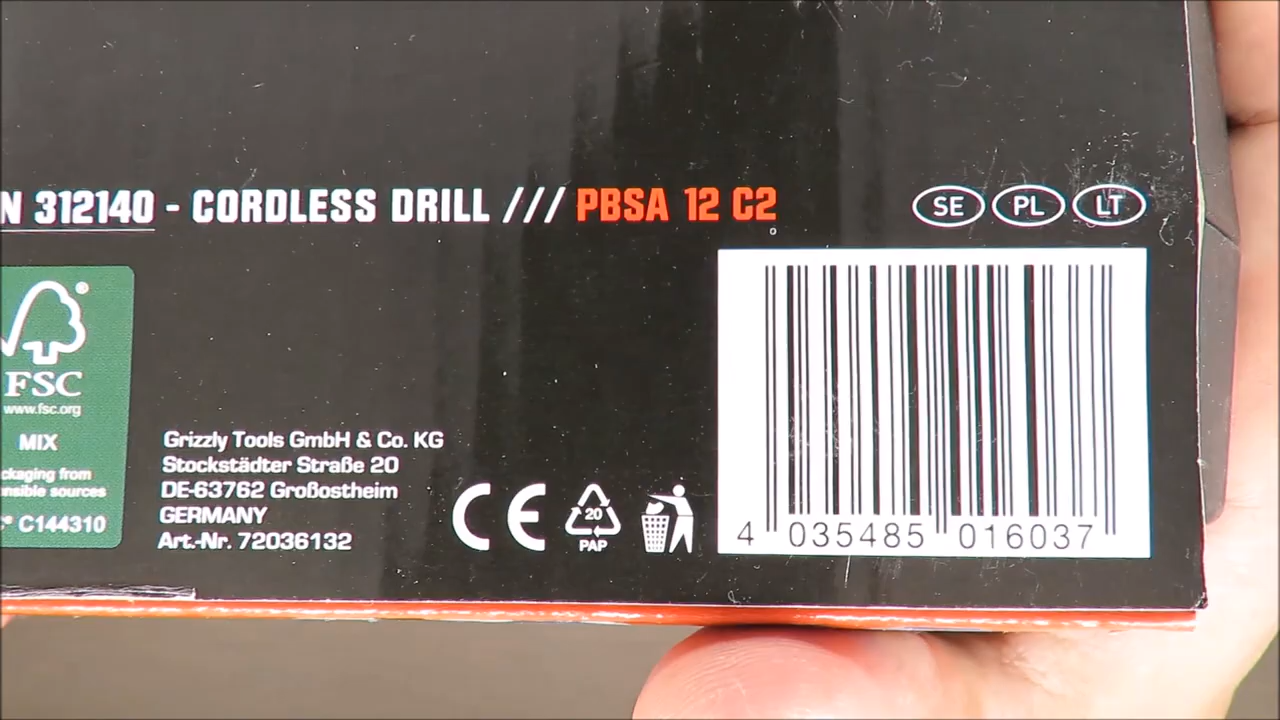 N 312140 - CORDLESS DRILL /// PBSA 12 C2
SE PL LT
FSC
www.fsc.org
MIX
ckaging from
nsible sources
C144310
Grizzly Tools GmbH & Co. KG
Stockstädter Straße 20
DE-63762 Großostheim
GERMANY
Art.-Nr. 72036132
CE
20
PAP
4 035485 016037